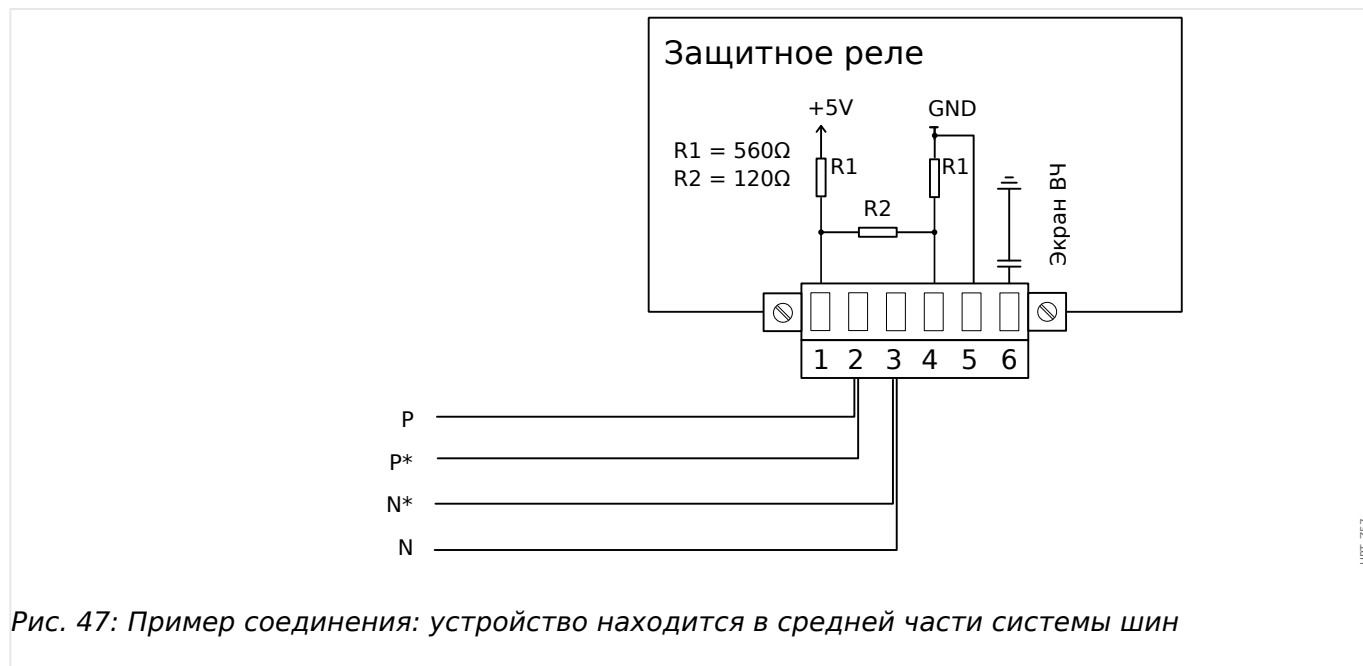 Защитное реле
+5V
GND
R1 = 560Ω
R2 = 120Ω
R1
R1
R2
Экран ВЧ
1 2 3 4 5 6
P
P*
N*
N
Рис. 47: Пример соединения: устройство находится в средней части системы шин